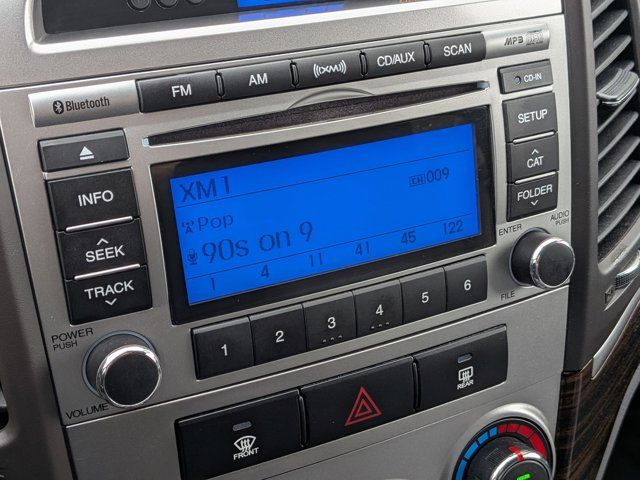 FM AM ((XM)) CD/AUX SCAN MP3
Bluetooth
CD-IN
INFO
SETUP
SEEK
CAT
TRACK
FOLDER
XM1
CH 009
Pop
90s on 9
1 4 11 41 45 122
POWER
PUSH
VOLUME
1 2 3 4 5 6
ENTER
AUDIO
PUSH
FILE
FRONT
REAR